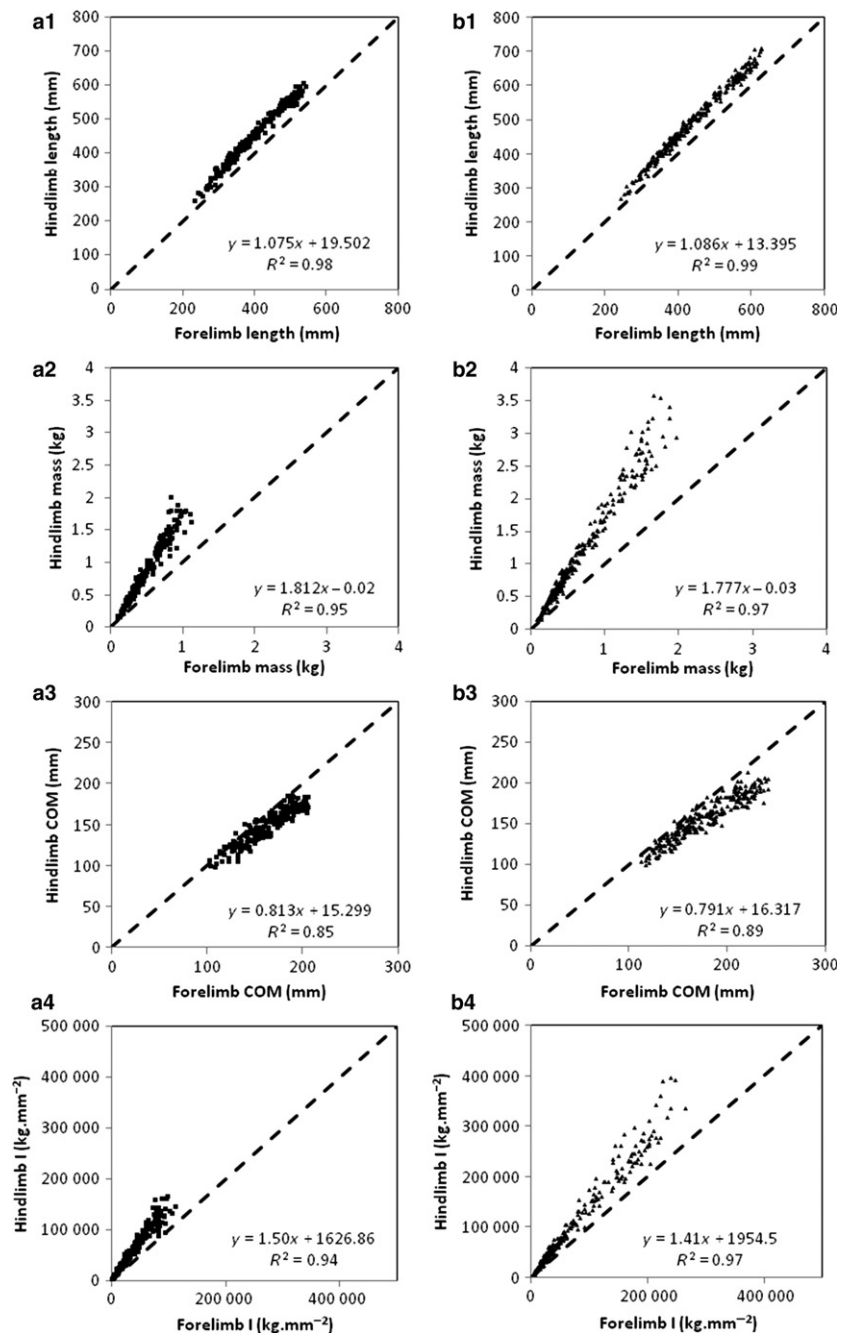 a1
800
700
600
500
400
300
200
100
0
Hindlimb length (mm)
y = 1.075x + 19.502
R² = 0.98
0 200 400 600 800
Forelimb length (mm)
b1
800
700
600
500
400
300
200
100
0
Hindlimb length (mm)
y = 1.086x + 13.395
R² = 0.99
0 200 400 600 800
Forelimb length (mm)
a2
4
3.5
3
2.5
2
1.5
1
0.5
0
Hindlimb mass (kg)
y = 1.812x − 0.02
R² = 0.95
0 1 2 3 4
Forelimb mass (kg)
b2
4
3.5
3
2.5
2
1.5
1
0.5
0
Hindlimb mass (kg)
y = 1.777x − 0.03
R² = 0.97
0 1 2 3 4
Forelimb mass (kg)
a3
300
250
200
150
100
50
0
Hindlimb COM (mm)
y = 0.813x + 15.299
R² = 0.85
0 100 200 300
Forelimb COM (mm)
b3
300
250
200
150
100
50
0
Hindlimb COM (mm)
y = 0.791x + 16.317
R² = 0.89
0 100 200 300
Forelimb COM (mm)
a4
500 000
400 000
300 000
200 000
100 000
0
Hindlimb I (kg.mm⁻²)
y = 1.50x + 1626.86
R² = 0.94
0 200 000 400 000
Forelimb I (kg.mm⁻²)
b4
500 000
400 000
300 000
200 000
100 000
0
Hindlimb I (kg.mm⁻²)
y = 1.41x + 1954.5
R² = 0.97
0 200 000 400 000
Forelimb I (kg.mm⁻²)